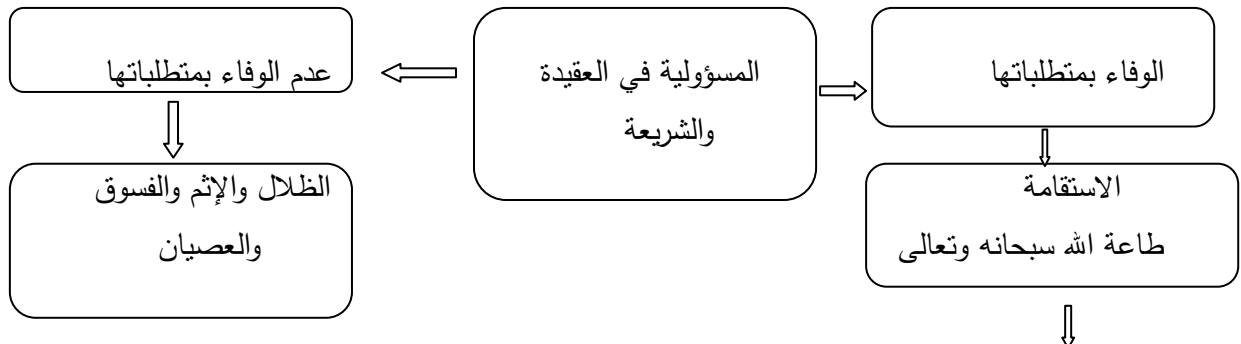 الوفاء بمتطلباتها
المسؤولية في العقيدة
والشريعة
عدم الوفاء بمتطلباتها
الاستقامة
طاعة الله سبحانه وتعالى
الظلال والإثم والفسوق
والعصيان